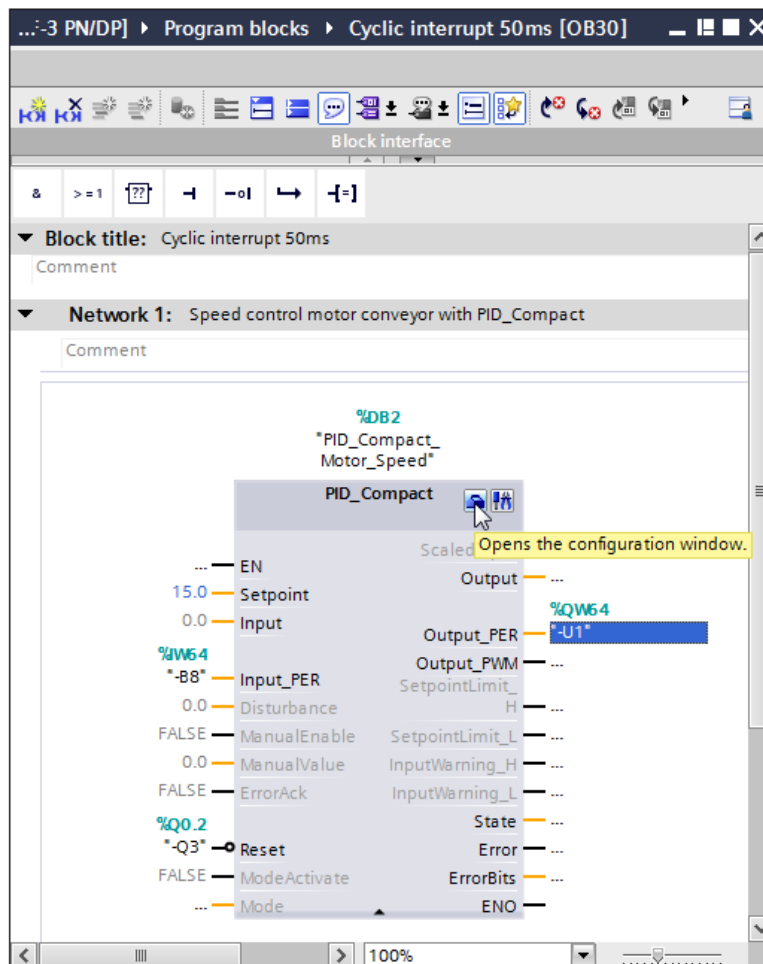 ...:-3 PN/DP] ▸ Program blocks ▸ Cyclic interrupt 50ms [OB30]
Block interface
& >=1 ??
Block title: Cyclic interrupt 50ms
Comment
Network 1: Speed control motor conveyor with PID_Compact
Comment
%DB2
"PID_Compact_
Motor_Speed"
PID_Compact
Opens the configuration window.
Scaled
... EN
Output ...
15.0 Setpoint
%QW64
0.0 Input
"-U1"
Output_PER
%IW64
Output_PWM ...
"-B8" Input_PER
SetpointLimit_
H ...
0.0 Disturbance
FALSE ManualEnable
SetpointLimit_L ...
0.0 ManualValue
InputWarning_H ...
FALSE ErrorAck
InputWarning_L ...
%Q0.2
State ...
"-Q3" Reset
Error ...
FALSE ModeActivate
ErrorBits ...
... Mode
ENO
100%